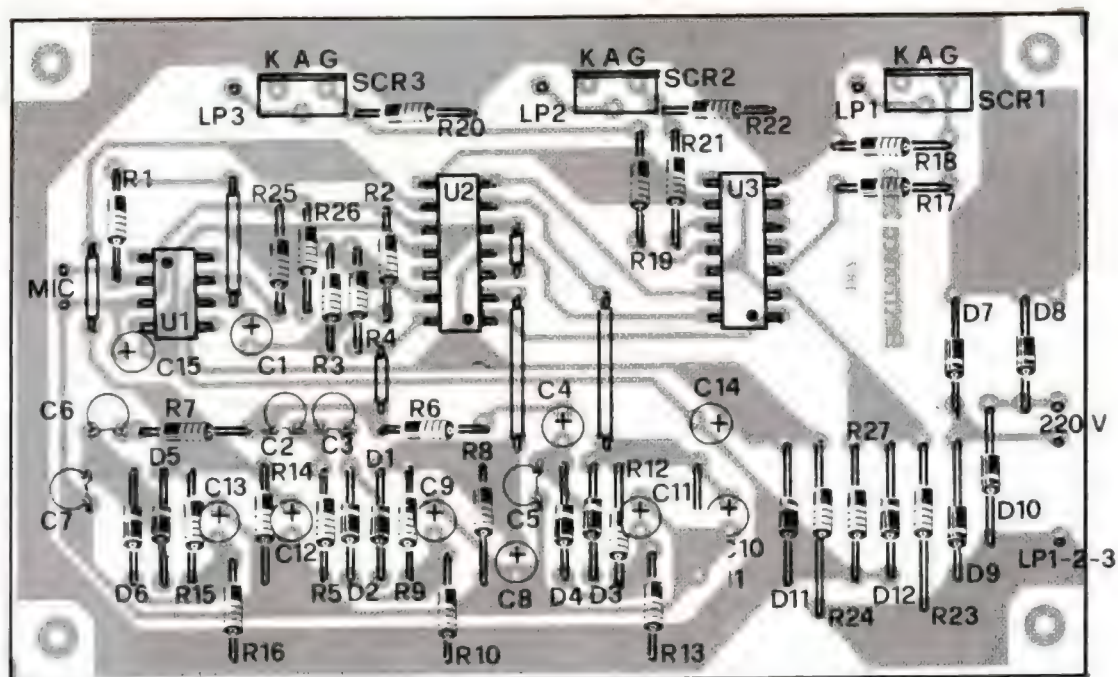 K A G
SCR3
LP3
R20
K A G
SCR2
LP2
R22
K A G
SCR1
LP1
R18
R17
R1
R25
R26
R2
U2
R21
U3
R19
MIC
U1
C15
C1
R3
R4
D7
D8
C6
R7
C2
C3
R6
C4
C14
220 V
R27
D5
R14
D1
R8
R12
C7
C13
C12
C9
C5
C11
D10
D6
R15
R5
D2
R9
C8
D4
D3
10
1
D11
R24
D12
R23
D9
LP1-2-3
R16
R10
R13